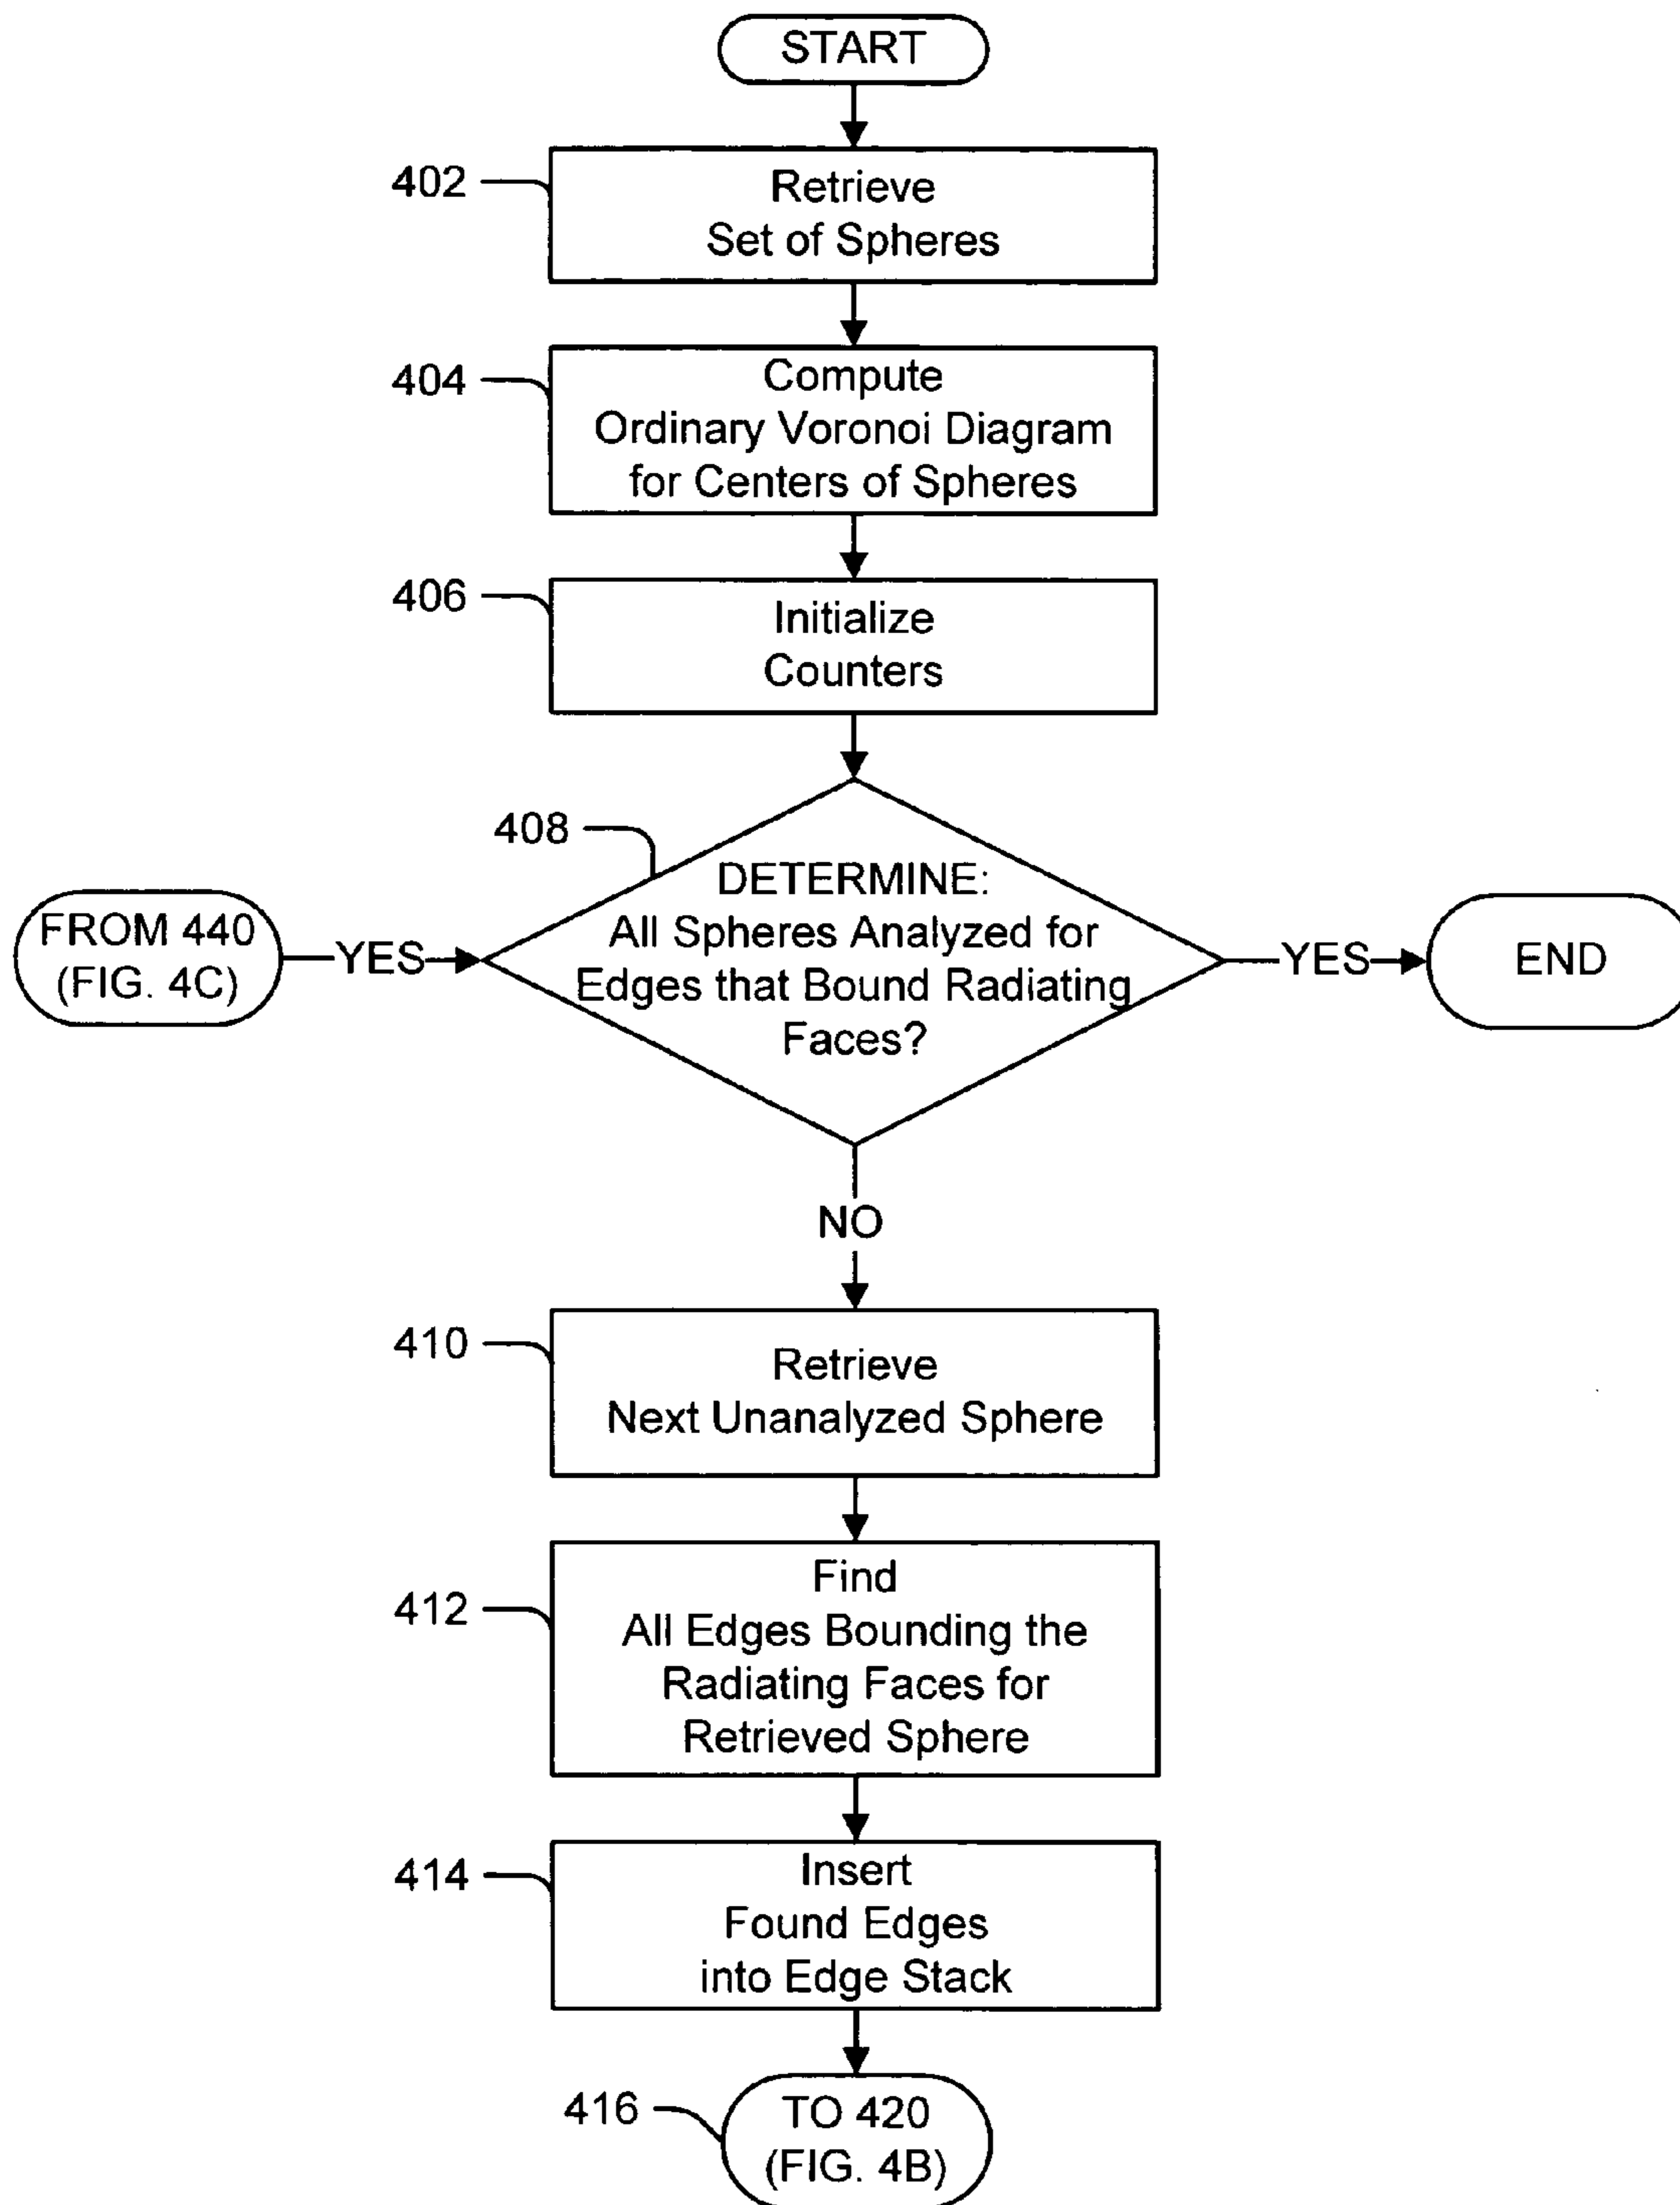 START
402
Retrieve
Set of Spheres
404
Compute
Ordinary Voronoi Diagram
for Centers of Spheres
406
Initialize
Counters
408
DETERMINE:
All Spheres Analyzed for
Edges that Bound Radiating
Faces?
FROM 440
(FIG. 4C)
YES
YES
END
NO
410
Retrieve
Next Unanalyzed Sphere
412
Find
All Edges Bounding the
Radiating Faces for
Retrieved Sphere
414
Insert
Found Edges
into Edge Stack
416
TO 420
(FIG. 4B)